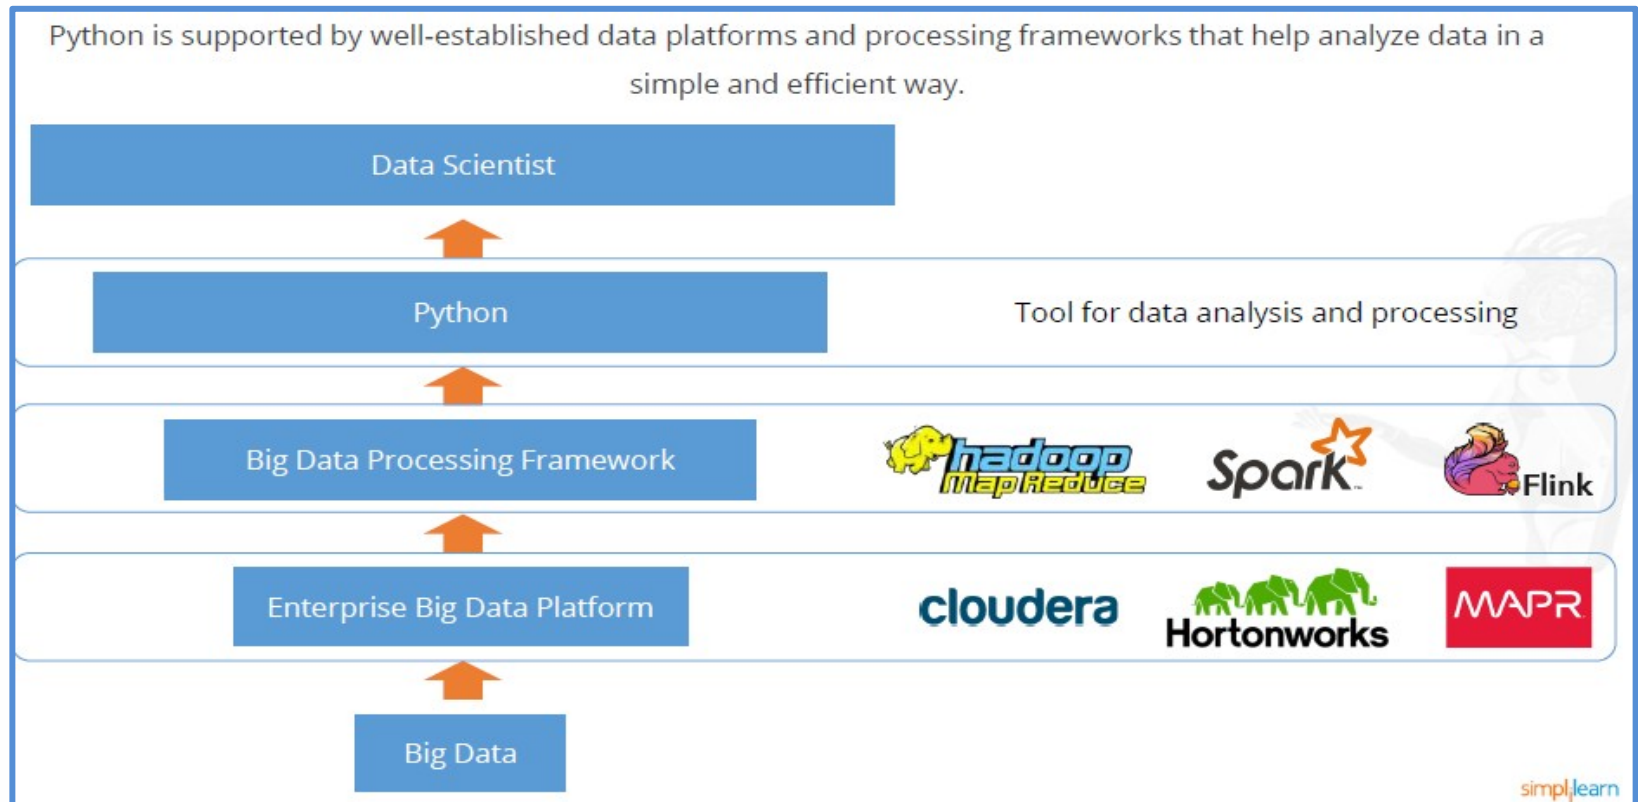 Python is supported by well-established data platforms and processing frameworks that help analyze data in a
simple and efficient way.
Data Scientist
Python
Tool for data analysis and processing
Big Data Processing Framework
hadoop
Map Reduce
Spark™
Flink
Enterprise Big Data Platform
cloudera
Hortonworks
MAPR
Big Data
simplilearn